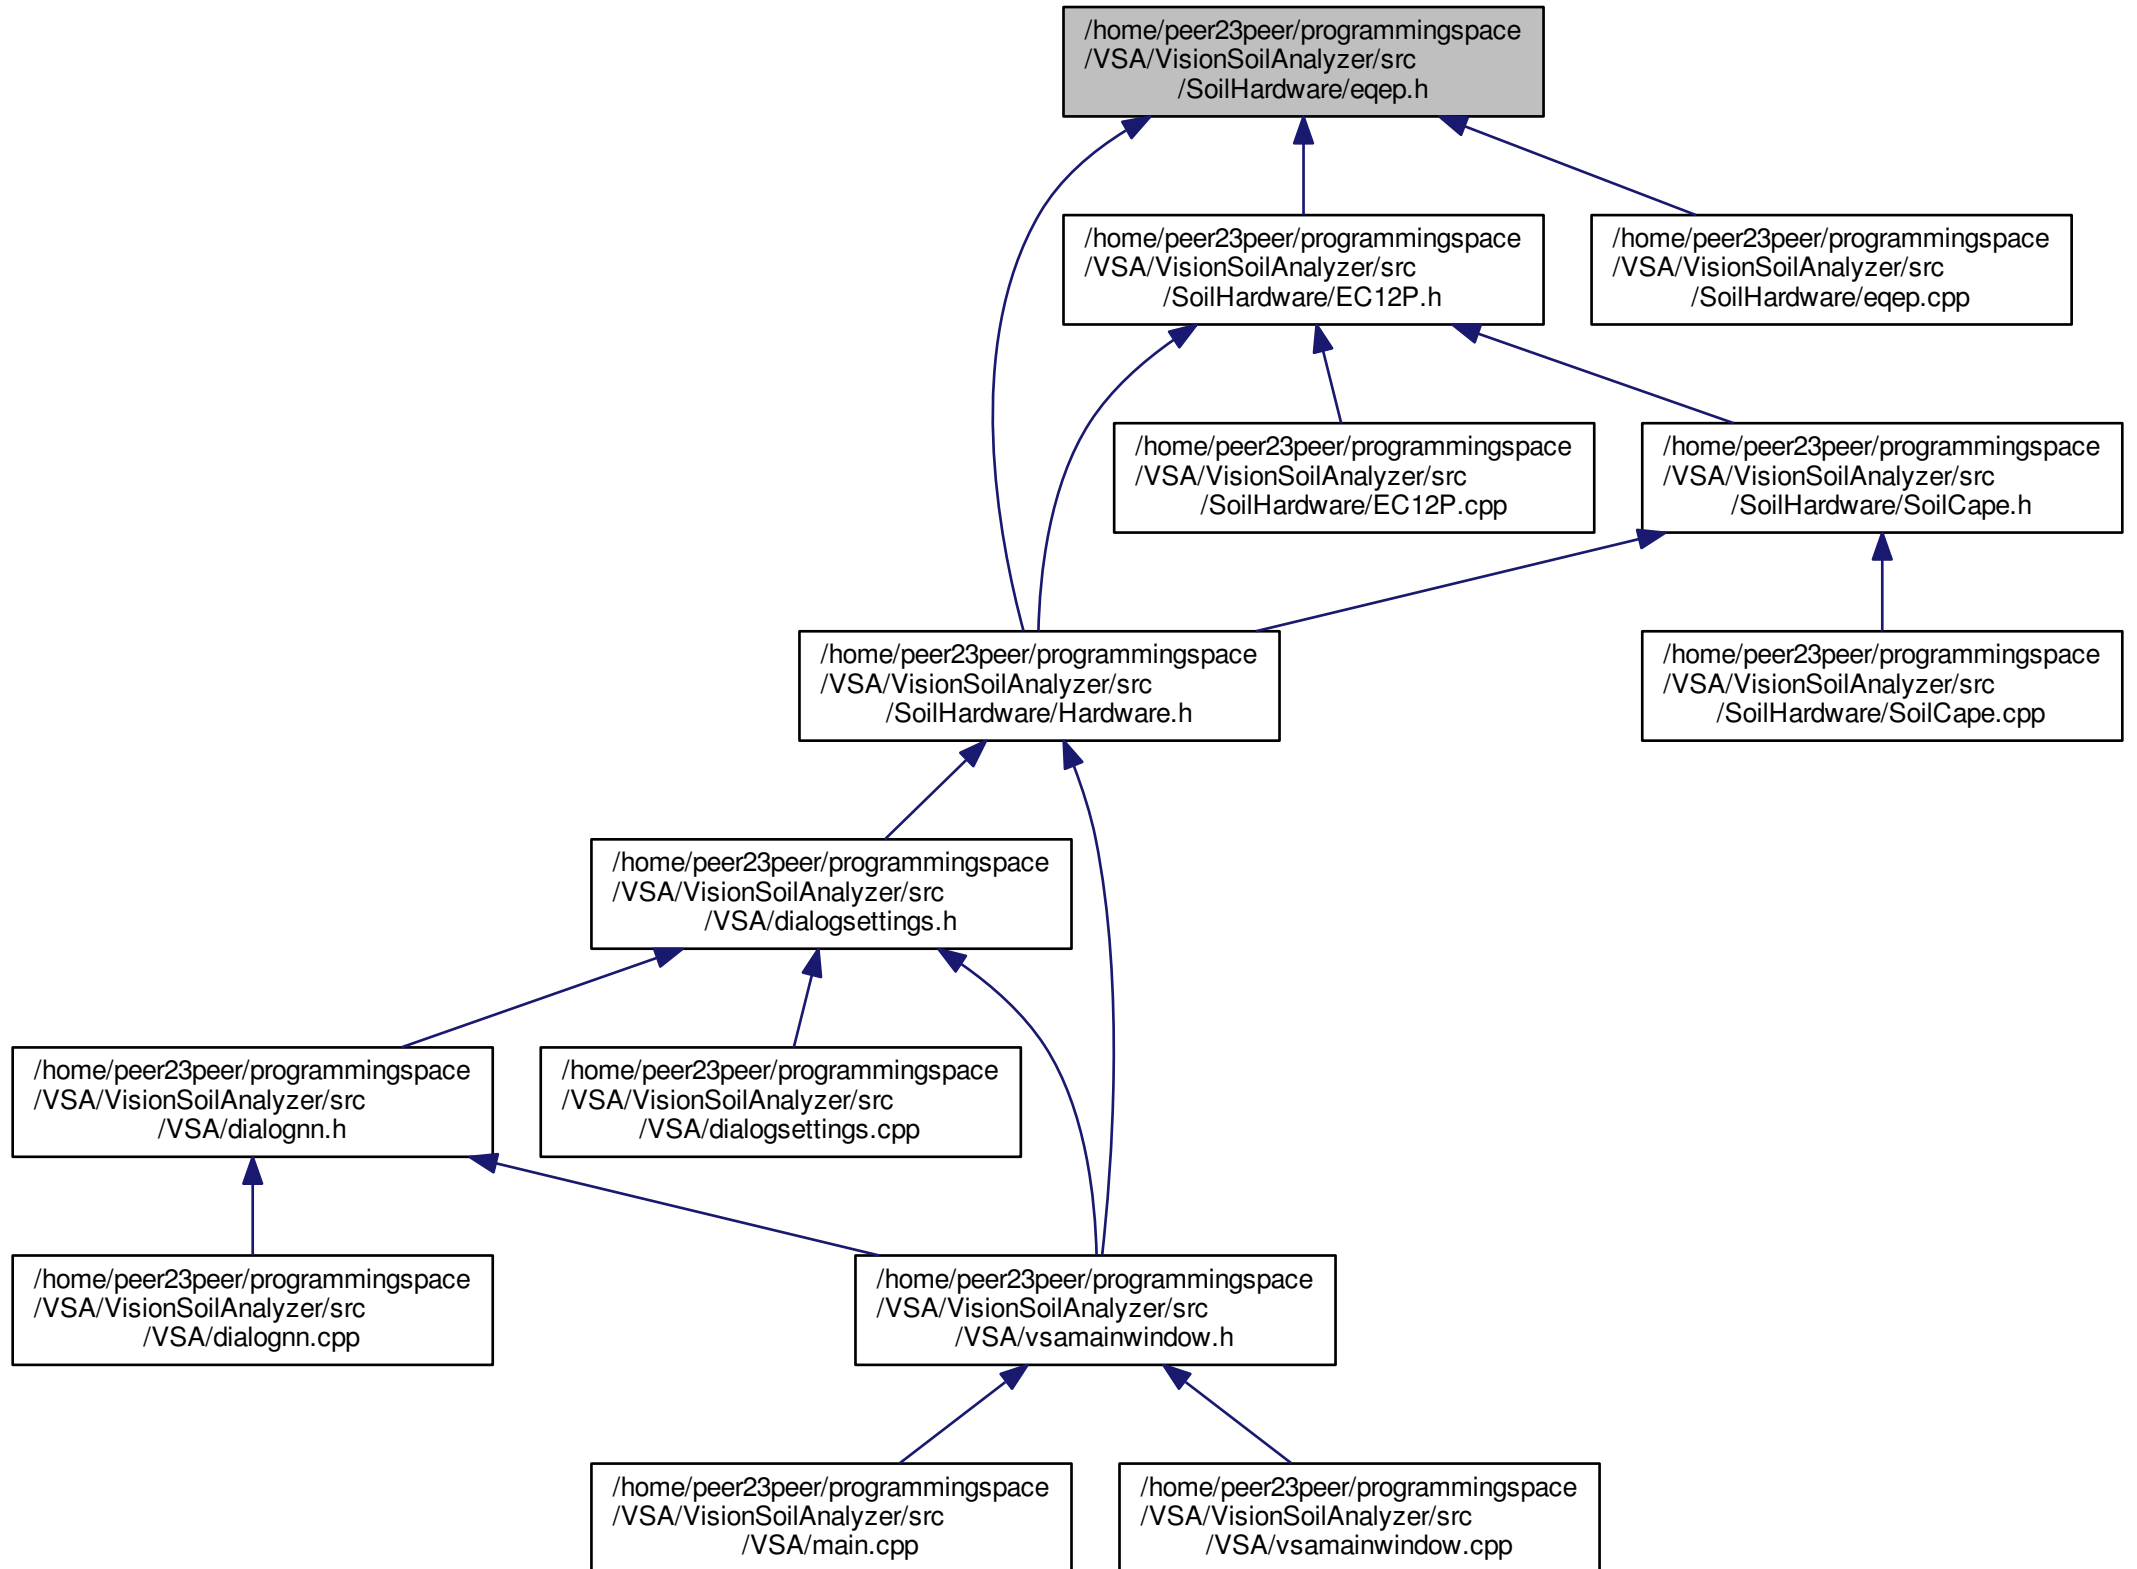 /home/peer23peer/programmingspace
/VSA/VisionSoilAnalyzer/src
/SoilHardware/eqep.h
/home/peer23peer/programmingspace
/VSA/VisionSoilAnalyzer/src
/SoilHardware/EC12P.h
/home/peer23peer/programmingspace
/VSA/VisionSoilAnalyzer/src
/SoilHardware/eqep.cpp
/home/peer23peer/programmingspace
/VSA/VisionSoilAnalyzer/src
/SoilHardware/EC12P.cpp
/home/peer23peer/programmingspace
/VSA/VisionSoilAnalyzer/src
/SoilHardware/SoilCape.h
/home/peer23peer/programmingspace
/VSA/VisionSoilAnalyzer/src
/SoilHardware/Hardware.h
/home/peer23peer/programmingspace
/VSA/VisionSoilAnalyzer/src
/SoilHardware/SoilCape.cpp
/home/peer23peer/programmingspace
/VSA/VisionSoilAnalyzer/src
/VSA/dialogsettings.h
/home/peer23peer/programmingspace
/VSA/VisionSoilAnalyzer/src
/VSA/dialognn.h
/home/peer23peer/programmingspace
/VSA/VisionSoilAnalyzer/src
/VSA/dialogsettings.cpp
/home/peer23peer/programmingspace
/VSA/VisionSoilAnalyzer/src
/VSA/dialognn.cpp
/home/peer23peer/programmingspace
/VSA/VisionSoilAnalyzer/src
/VSA/vsamainwindow.h
/home/peer23peer/programmingspace
/VSA/VisionSoilAnalyzer/src
/VSA/main.cpp
/home/peer23peer/programmingspace
/VSA/VisionSoilAnalyzer/src
/VSA/vsamainwindow.cpp